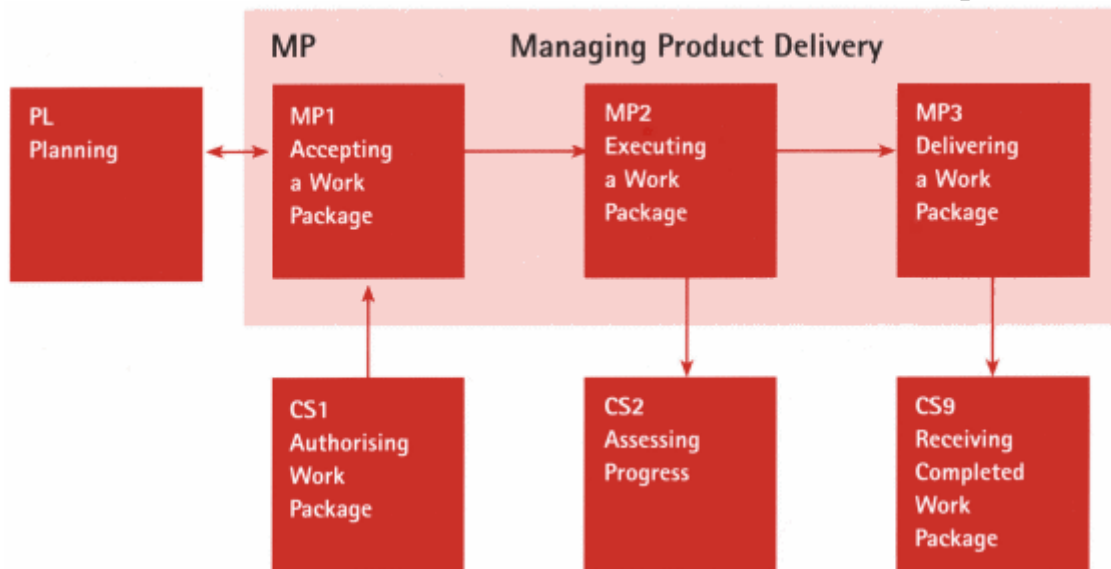 MP Managing Product Delivery
PL
Planning
MP1
Accepting
a Work
Package
MP2
Executing
a Work
Package
MP3
Delivering
a Work
Package
CS1
Authorising
Work
Package
CS2
Assessing
Progress
CS9
Receiving
Completed
Work
Package